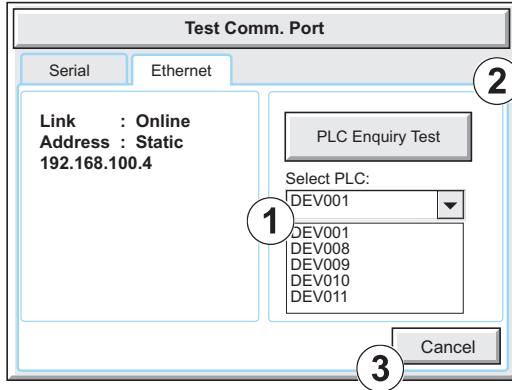 Test Comm. Port
Serial
Ethernet
2
Link : Online
Address : Static
192.168.100.4
PLC Enquiry Test
Select PLC:
DEV001
1
DEV001
DEV008
DEV009
DEV010
DEV011
Cancel
3